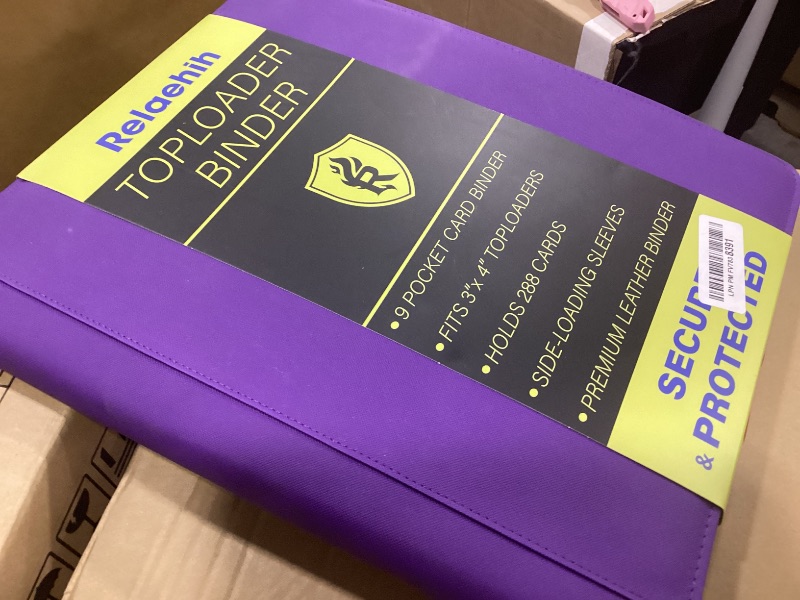 Relaehih
TOPLOADER
BINDER
R
• 9 POCKET CARD BINDER
• FITS 3"x 4" TOPLOADERS
• HOLDS 288 CARDS
• SIDE-LOADING SLEEVES
• PREMIUM LEATHER BINDER
& PROTECTED